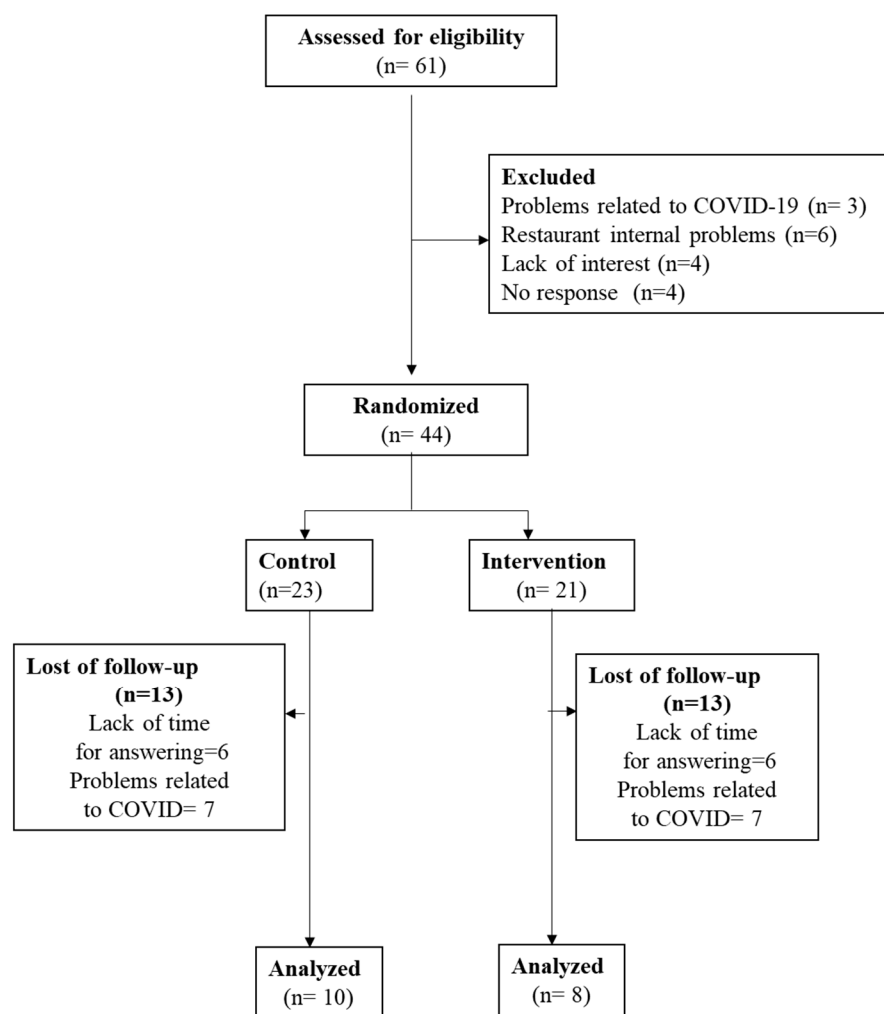 Assessed for eligibility
(n= 61)
Excluded
Problems related to COVID-19 (n= 3)
Restaurant internal problems (n=6)
Lack of interest (n=4)
No response (n=4)
Randomized
(n= 44)
Control
(n=23)
Intervention
(n= 21)
Lost of follow-up
(n=13)
Lack of time
for answering=6
Problems related
to COVID= 7
Lost of follow-up
(n=13)
Lack of time
for answering=6
Problems related
to COVID= 7
Analyzed
(n= 10)
Analyzed
(n= 8)